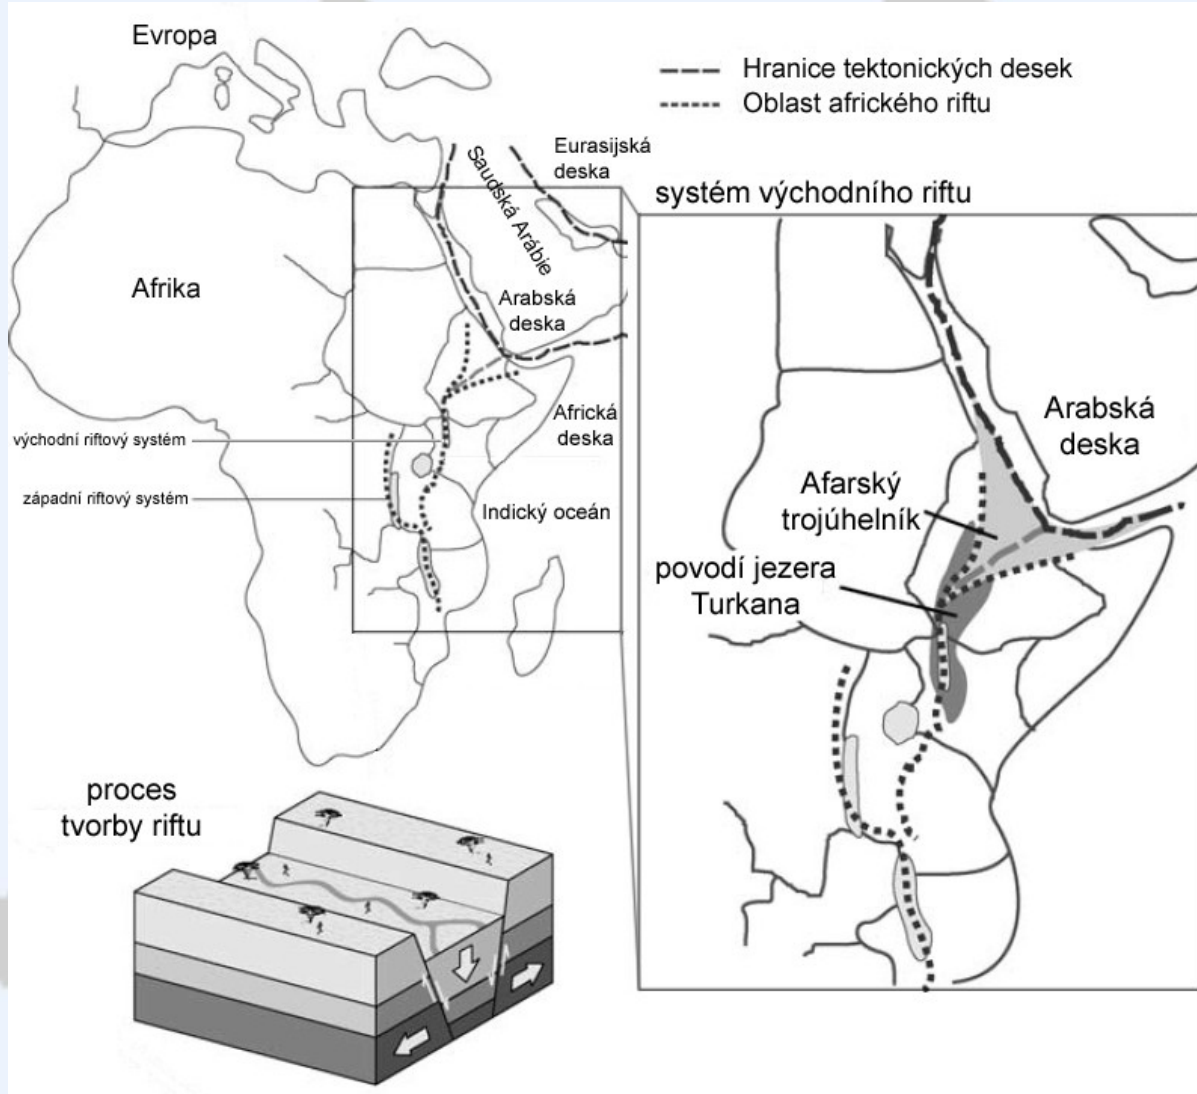 Evropa
Hranice tektonických desek
Oblast afrického riftu
Eurasijská
deska
Saudská Arábie
systém východního riftu
Afrika
Arabská
deska
Africká
deska
východní riftový systém
západní riftový systém
Indický oceán
Arabská
deska
Afarský
trojúhelník
povodí jezera
Turkana
proces
tvorby riftu